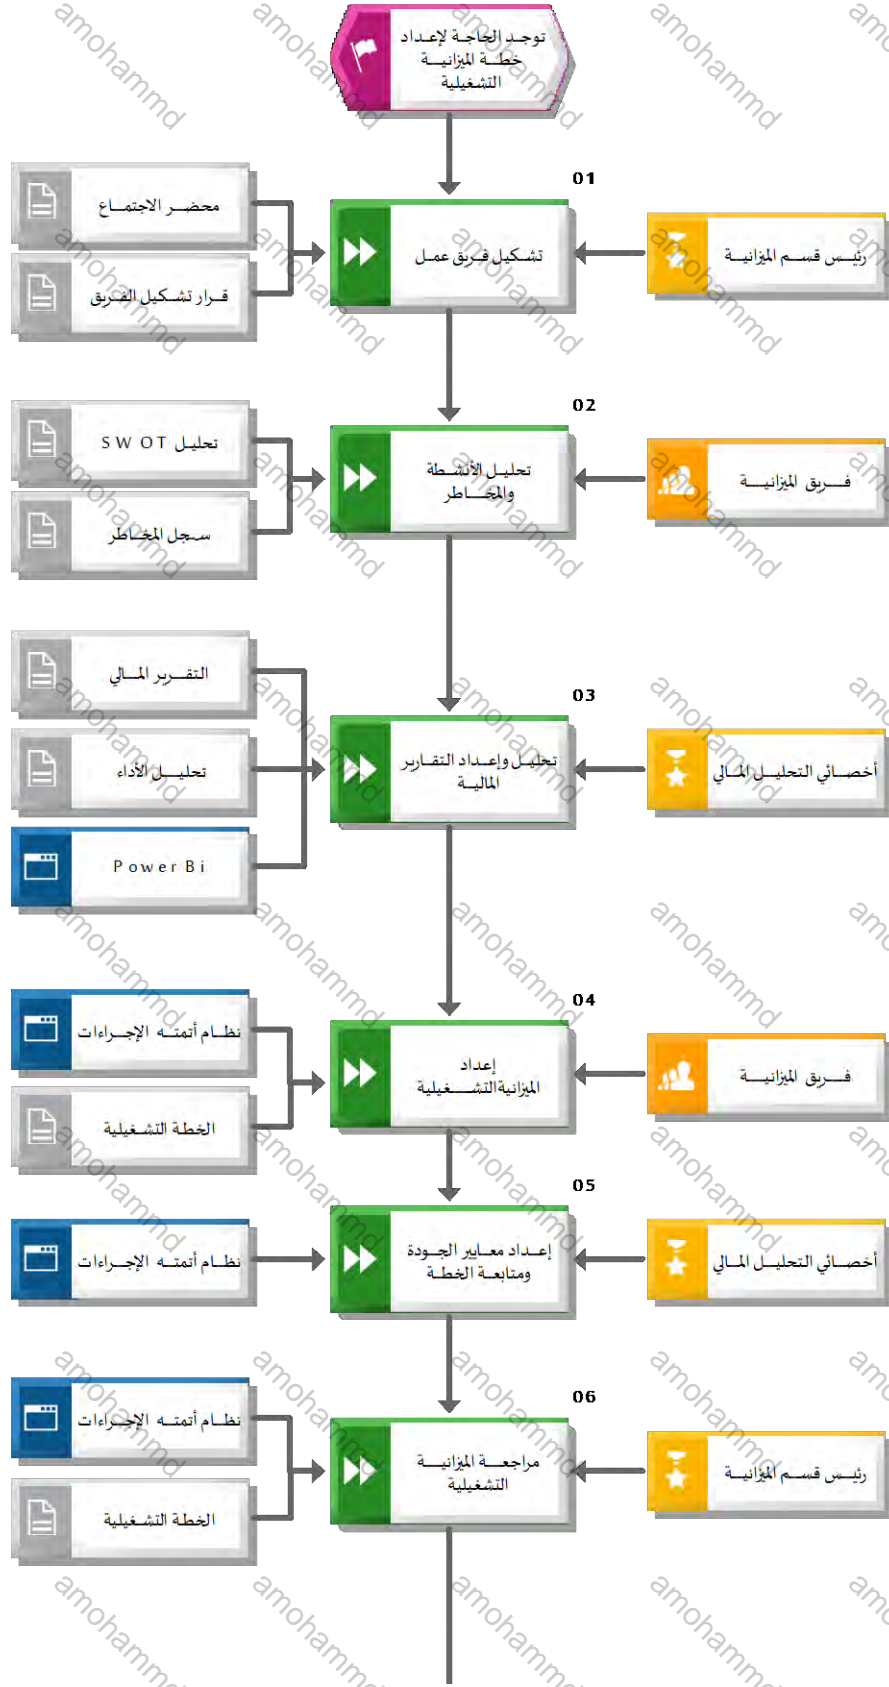 توجد الحاجة لإعداد
خطة الميزانية
التشغيلية
01
رئيس قسم الميزانية
تشكيل فريق عمل
محضر الاجتماع
قرار تشكيل الفريق
02
فريق الميزانية
تحليل الأنشطة
والمخاطر
تحليل SWOT
سجل المخاطر
03
أخصائي التحليل المالي
تحليل وإعداد التقارير
المالية
التقرير المالي
تحليل الأداء
Power Bi
04
فريق الميزانية
إعداد
الميزانية التشغيلية
نظام أتمته الإجراءات
الخطة التشغيلية
05
أخصائي التحليل المالي
إعداد معايير الجودة
ومتابعة الخطة
نظام أتمته الإجراءات
06
رئيس قسم الميزانية
مراجعة الميزانية
التشغيلية
نظام أتمته الإجراءات
الخطة التشغيلية
amohammd